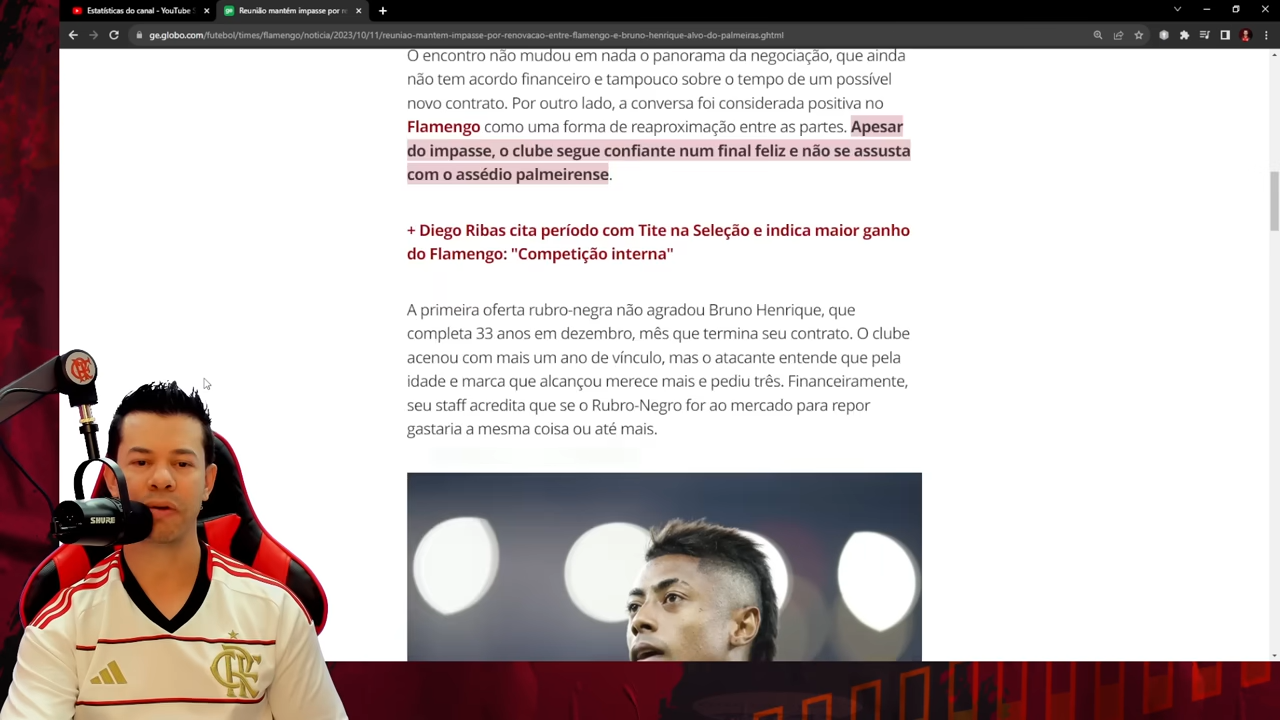 Estatísticas do canal - YouTube
Reunião mantém impasse por re
ge.globo.com/futebol/times/flamengo/noticia/2023/10/11/reuniao-mantem-impasse-por-renovacao-entre-flamengo-e-bruno-henrique-alvo-do-palmeiras.ghtml
O encontro não mudou em nada o panorama da negociação, que ainda
não tem acordo financeiro e tampouco sobre o tempo de um possível
novo contrato. Por outro lado, a conversa foi considerada positiva no
Flamengo como uma forma de reaproximação entre as partes. Apesar
do impasse, o clube segue confiante num final feliz e não se assusta
com o assédio palmeirense.
+ Diego Ribas cita período com Tite na Seleção e indica maior ganho
do Flamengo: "Competição interna"
A primeira oferta rubro-negra não agradou Bruno Henrique, que
completa 33 anos em dezembro, mês que termina seu contrato. O clube
acenou com mais um ano de vínculo, mas o atacante entende que pela
idade e marca que alcançou merece mais e pediu três. Financeiramente,
seu staff acredita que se o Rubro-Negro for ao mercado para repor
gastaria a mesma coisa ou até mais.
SHURE